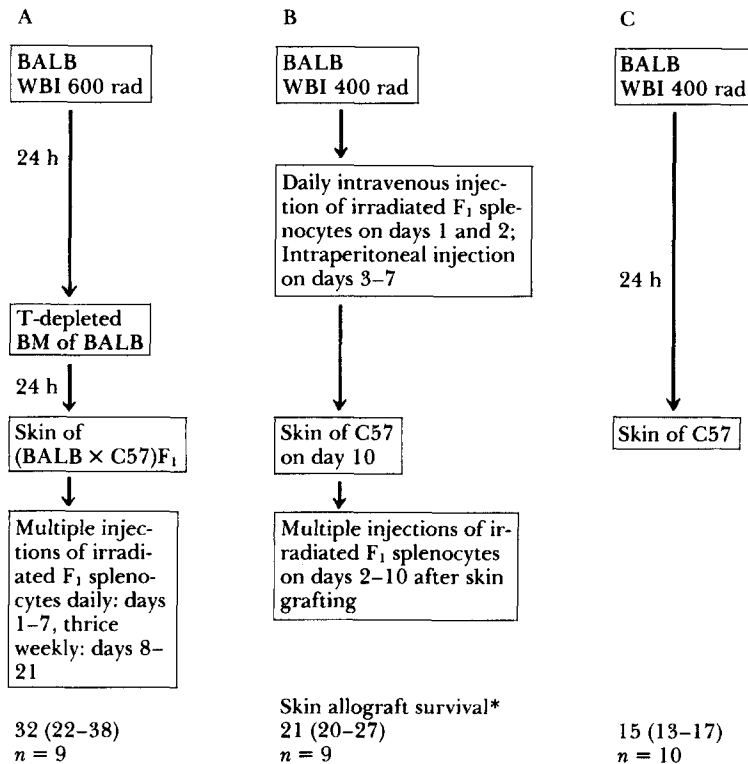 A
BALB
WBI 600 rad
24 h
T-depleted
BM of BALB
24 h
Skin of
(BALB × C57)F₁
Multiple injec-
tions of irradi-
ated F₁ spleno-
cytes daily: days
1–7, thrice
weekly: days 8–
21
32 (22–38)
n = 9
B
BALB
WBI 400 rad
Daily intravenous injec-
tion of irradiated F₁ sple-
nocytes on days 1 and 2;
Intraperitoneal injection
on days 3–7
Skin of C57
on day 10
Multiple injections of ir-
radiated F₁ splenocytes
on days 2–10 after skin
grafting
Skin allograft survival*
21 (20–27)
n = 9
C
BALB
WBI 400 rad
24 h
Skin of C57
15 (13–17)
n = 10